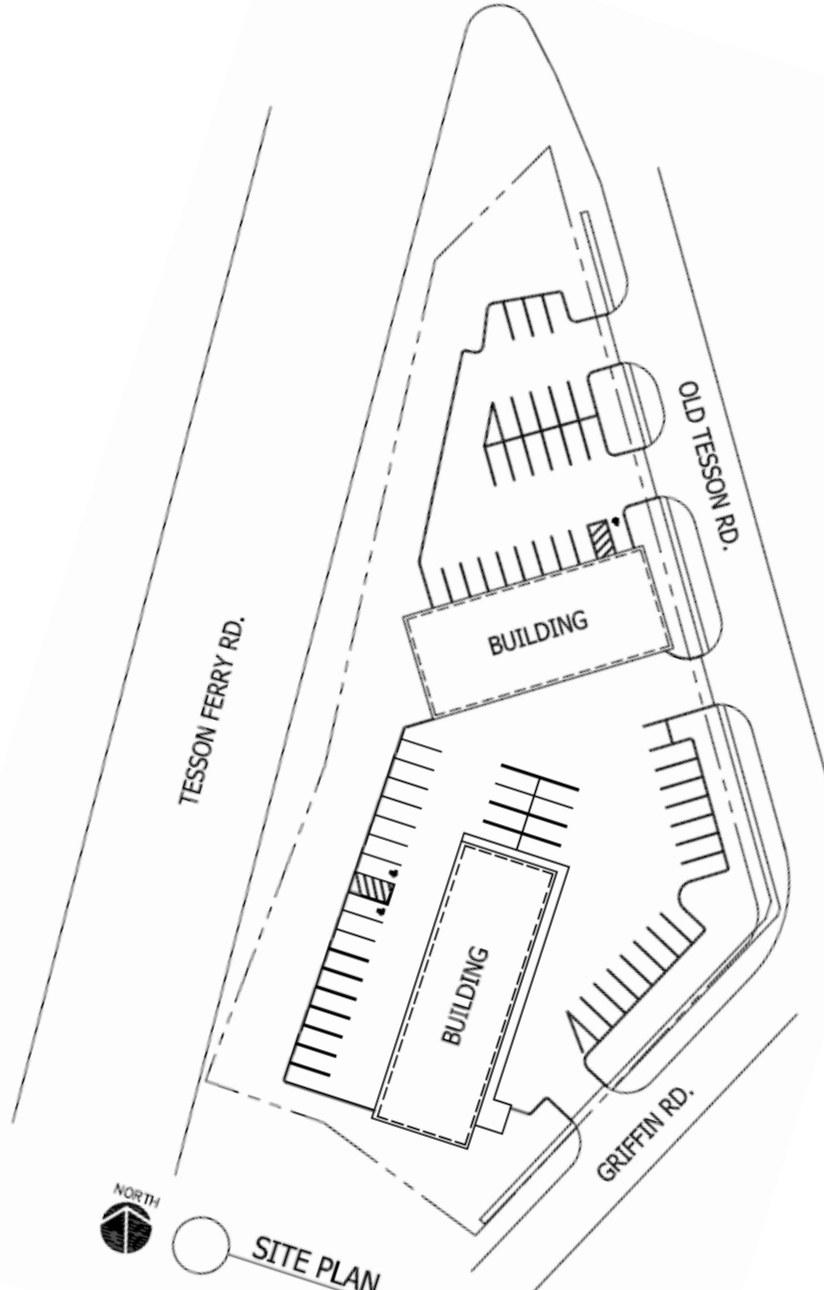 OLD TESSON RD.
BUILDING
TESSON FERRY RD.
BUILDING
GRIFFIN RD.
NORTH
SITE PLAN